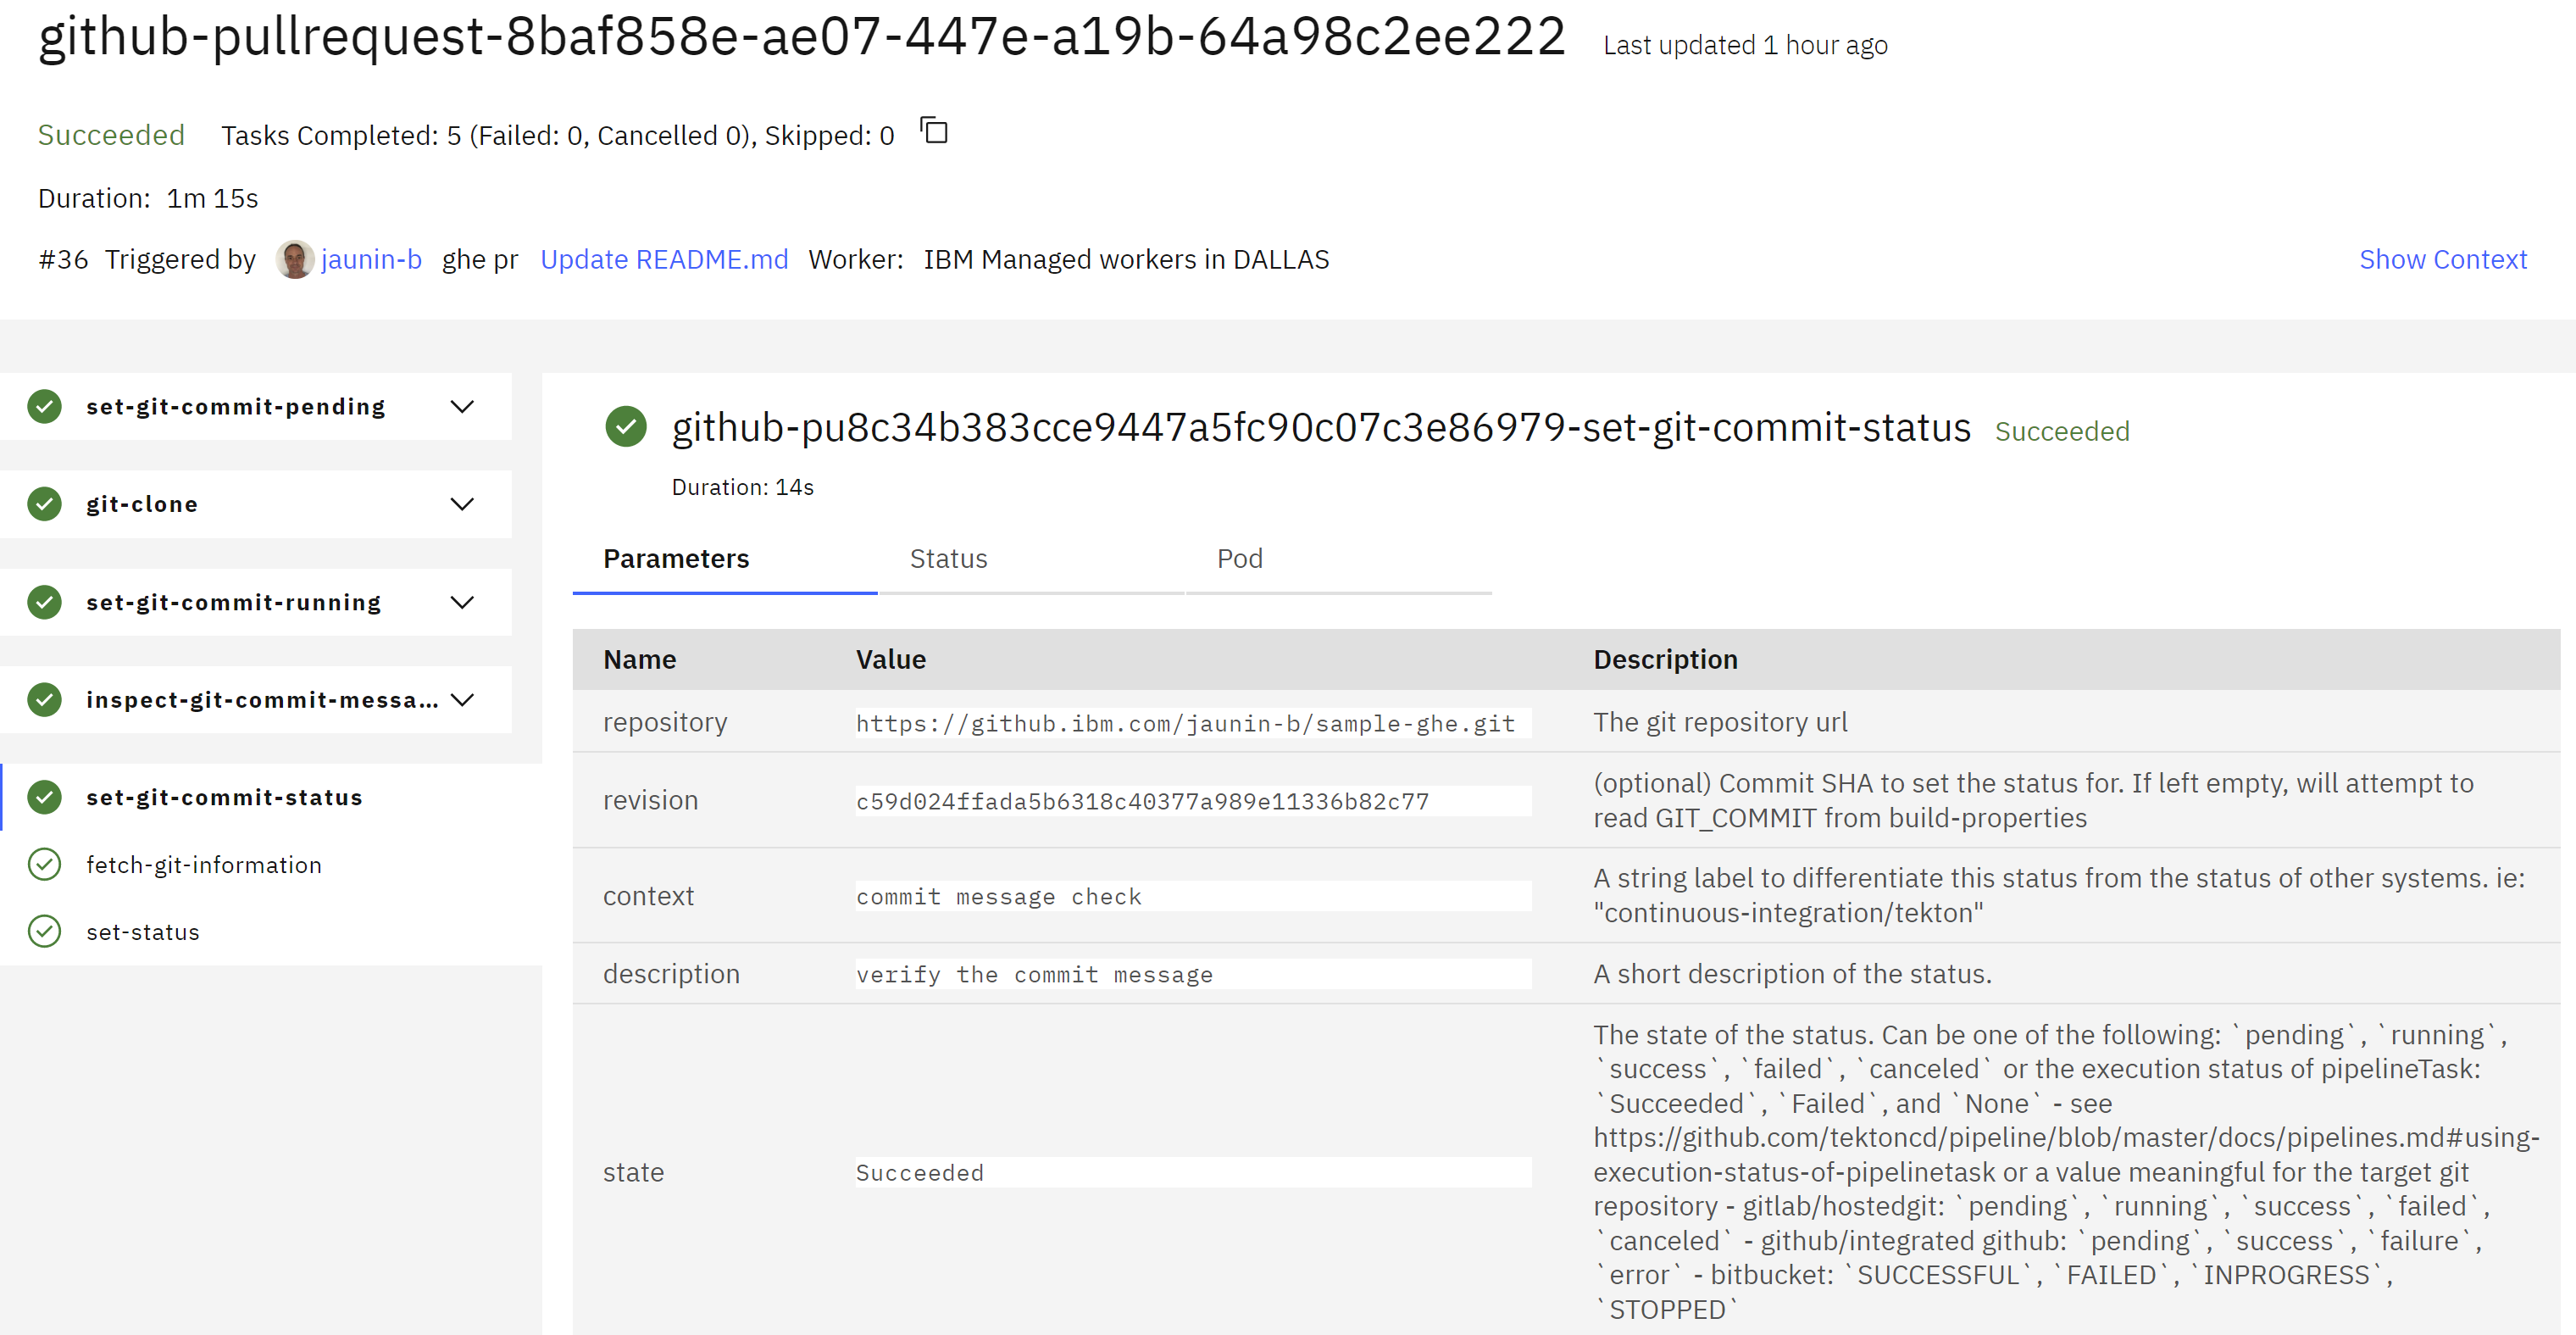 github-pullrequest-8baf858e-ae07-447e-a19b-64a98c2ee222 Last updated 1 hour ago
Succeeded Tasks Completed: 5 (Failed: 0, Cancelled 0), Skipped: 0
Duration: 1m 15s
#36 Triggered by jaunin-b ghe pr Update README.md Worker: IBM Managed workers in DALLAS Show Context
set-git-commit-pending
git-clone
set-git-commit-running
inspect-git-commit-messa...
set-git-commit-status
fetch-git-information
set-status
github-pu8c34b383cce9447a5fc90c07c3e86979-set-git-commit-status Succeeded
Duration: 14s
Parameters Status Pod
Name Value Description
repository https://github.ibm.com/jaunin-b/sample-ghe.git The git repository url
revision c59d024ffada5b6318c40377a989e11336b82c77 (optional) Commit SHA to set the status for. If left empty, will attempt to
read GIT_COMMIT from build-properties
context commit message check A string label to differentiate this status from the status of other systems. ie:
"continuous-integration/tekton"
description verify the commit message A short description of the status.
state Succeeded The state of the status. Can be one of the following: `pending`, `running`,
`success`, `failed`, `canceled` or the execution status of pipelineTask:
`Succeeded`, `Failed`, and `None` - see
https://github.com/tektoncd/pipeline/blob/master/docs/pipelines.md#using-
execution-status-of-pipelinetask or a value meaningful for the target git
repository - gitlab/hostedgit: `pending`, `running`, `success`, `failed`,
`canceled` - github/integrated github: `pending`, `success`, `failure`,
`error` - bitbucket: `SUCCESSFUL`, `FAILED`, `INPROGRESS`,
`STOPPED`